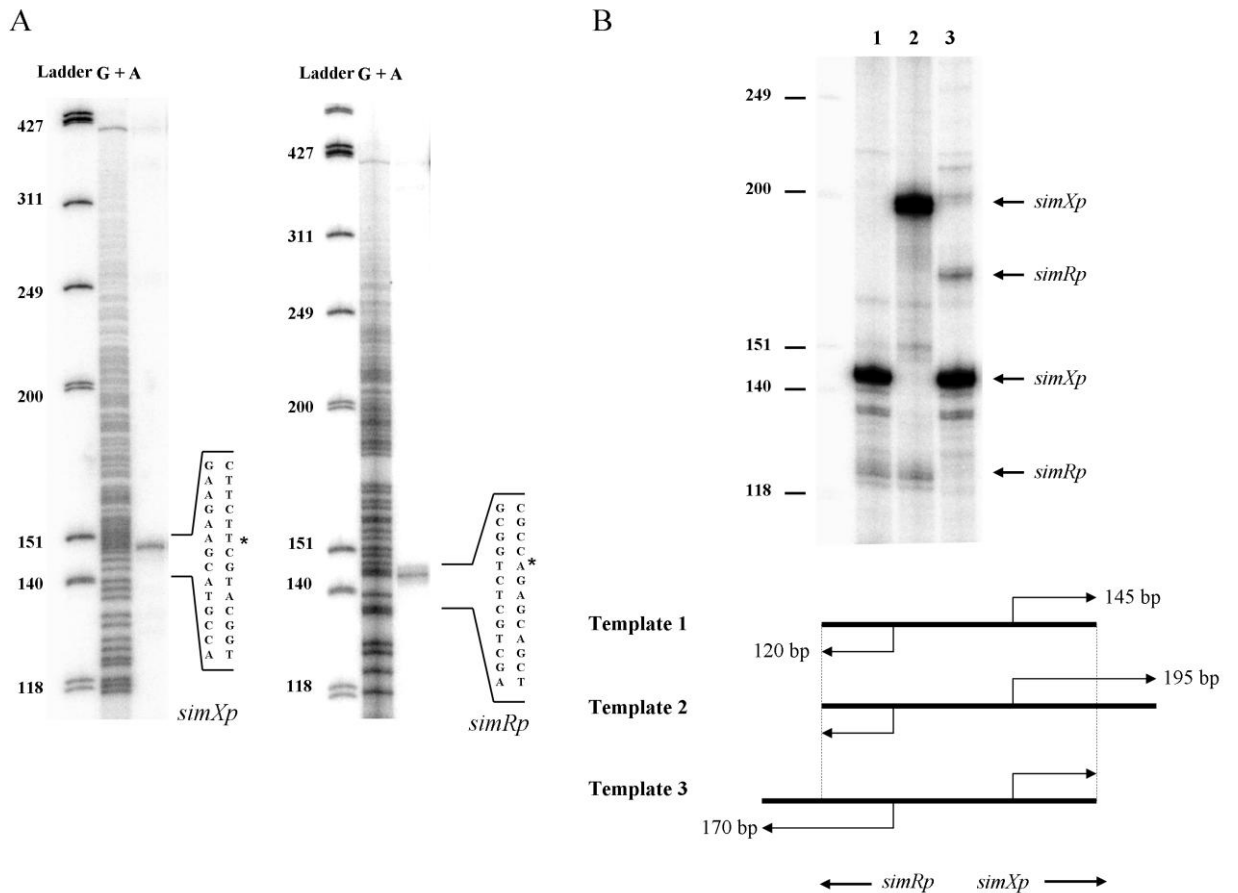 A
Ladder G + A
427
311
249
200
151
140
118
G C
A T
A T
G C
A T
A T *
G C
C G
A T
T A
G C
C G
C G
A T
simXp
Ladder G + A
427
311
249
200
151
140
118
G C
C G
G C
G C
T A *
C G
T A
C G
G C
T A
C G
G C
A T
simRp
B
1 2 3
249
200
151
140
118
simXp
simRp
simXp
simRp
Template 1
145 bp
120 bp
Template 2
195 bp
Template 3
170 bp
simRp simXp